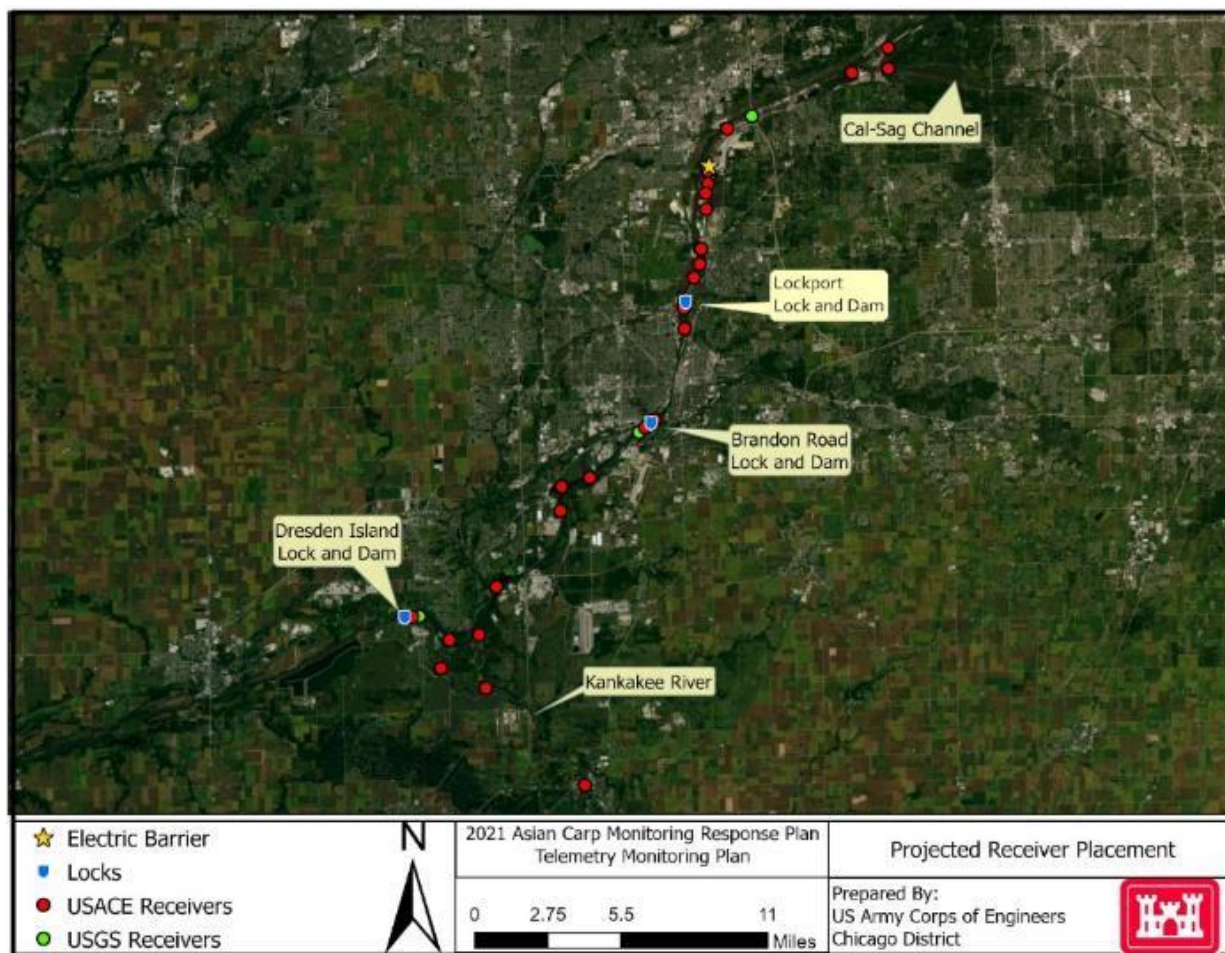 Cal-Sag Channel
Lockport
Lock and Dam
Brandon Road
Lock and Dam
Dresden Island
Lock and Dam
Kankakee River
Electric Barrier
Locks
USACE Receivers
USGS Receivers
N
2021 Asian Carp Monitoring Response Plan
Telemetry Monitoring Plan
0 2.75 5.5 11
Miles
Projected Receiver Placement
Prepared By:
US Army Corps of Engineers
Chicago District